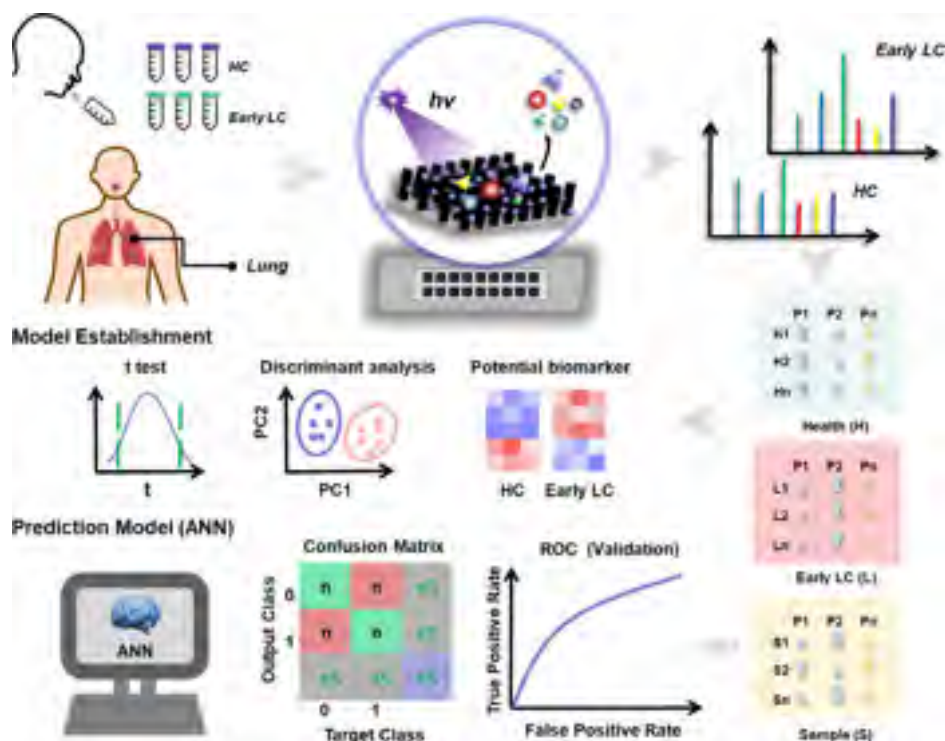 HC
Early LC
hv
Early LC
HC
Lung
Model Establishment
t test
t
Discriminant analysis
PC2
PC1
Potential biomarker
HC Early LC
P1 P2 Pn
H1
H2
Hn
Health (H)
P1 P2 Pn
L1
L2
Ln
Early LC (L)
P1 P2 Pn
S1
S2
Sn
Sample (S)
Prediction Model (ANN)
ANN
Confusion Matrix
Output Class
0
1
n n
n n
0 1
Target Class
ROC (Validation)
True Positive Rate
False Positive Rate